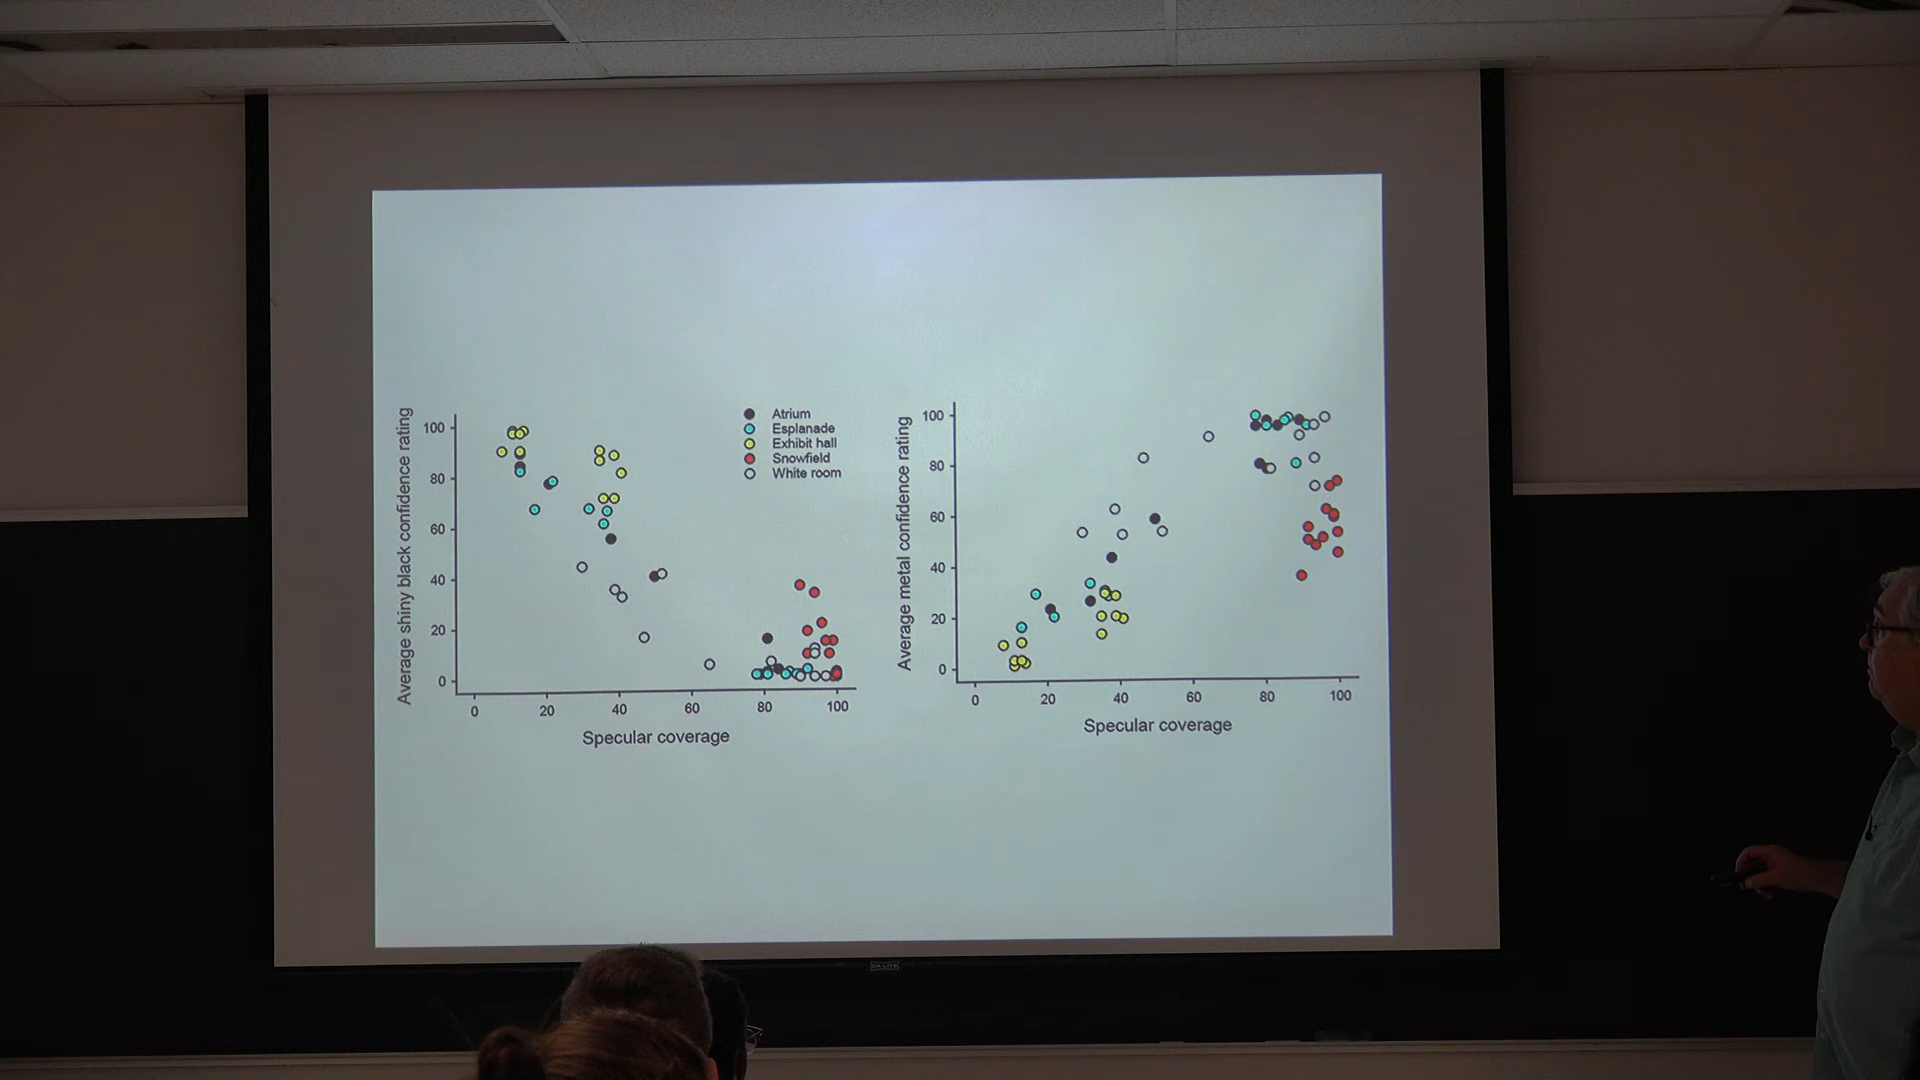 Average shiny black confidence rating
100
80
60
40
20
0
0 20 40 60 80 100
Specular coverage
Atrium
Esplanade
Exhibit hall
Snowfield
White room
Average metal confidence rating
100
80
60
40
20
0
0 20 40 60 80 100
Specular coverage
DA-LITE